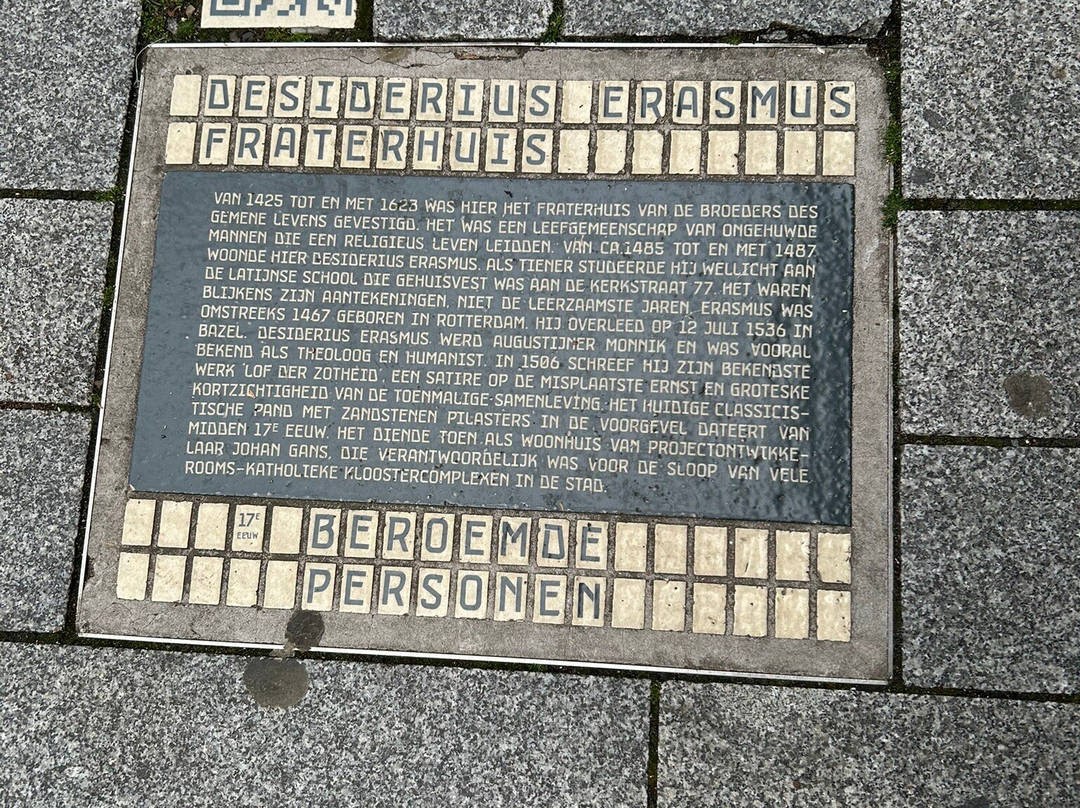 DESIDERIUS ERASMUS
FRATERHUIS
VAN 1425 TOT EN MET 1623 WAS HIER HET FRATERHUIS VAN DE BROEDERS DES
GEMENE LEVENS GEVESTIGD. HET WAS EEN LEEFGEMEENSCHAP VAN ONGEHUWDE
MANNEN DIE EEN RELIGIEUS LEVEN LEIDDEN. VAN CA.1485 TOT EN MET 1487
WOONDE HIER DESIDERIUS ERASMUS. ALS TIENER STUDEERDE HIJ WELLICHT AAN
DE LATIJNSE SCHOOL DIE GEHUISVEST WAS AAN DE KERKSTRAAT 77. HET WAREN,
BLIJKENS ZIJN AANTEKENINGEN, NIET DE LEERZAAMSTE JAREN. ERASMUS WAS
OMSTREEKS 1467 GEBOREN IN ROTTERDAM. HIJ OVERLEED OP 12 JULI 1536 IN
BAZEL. DESIDERIUS ERASMUS WERD AUGUSTIJNER MONNIK EN WAS VOORAL
BEKEND ALS THEOLOOG EN HUMANIST. IN 1506 SCHREEF HIJ ZIJN BEKENDSTE
WERK 'LOF DER ZOTHEID', EEN SATIRE OP DE MISPLAATSTE ERNST EN GROTESKE
KORTZICHTIGHEID VAN DE TOENMALIGE SAMENLEVING. HET HUIDIGE CLASSICIS-
TISCHE PAND MET ZANDSTENEN PILASTERS IN DE VOORGEVEL DATEERT VAN
MIDDEN 17E EEUW. HET DIENDE TOEN ALS WOONHUIS VAN PROJECTONTWIKKE-
LAAR JOHAN GANS, DIE VERANTWOORDELIJK WAS VOOR DE SLOOP VAN VELE
ROOMS-KATHOLIEKE KLOOSTERCOMPLEXEN IN DE STAD.
17E
EEUW
BEROEMDE
PERSONEN